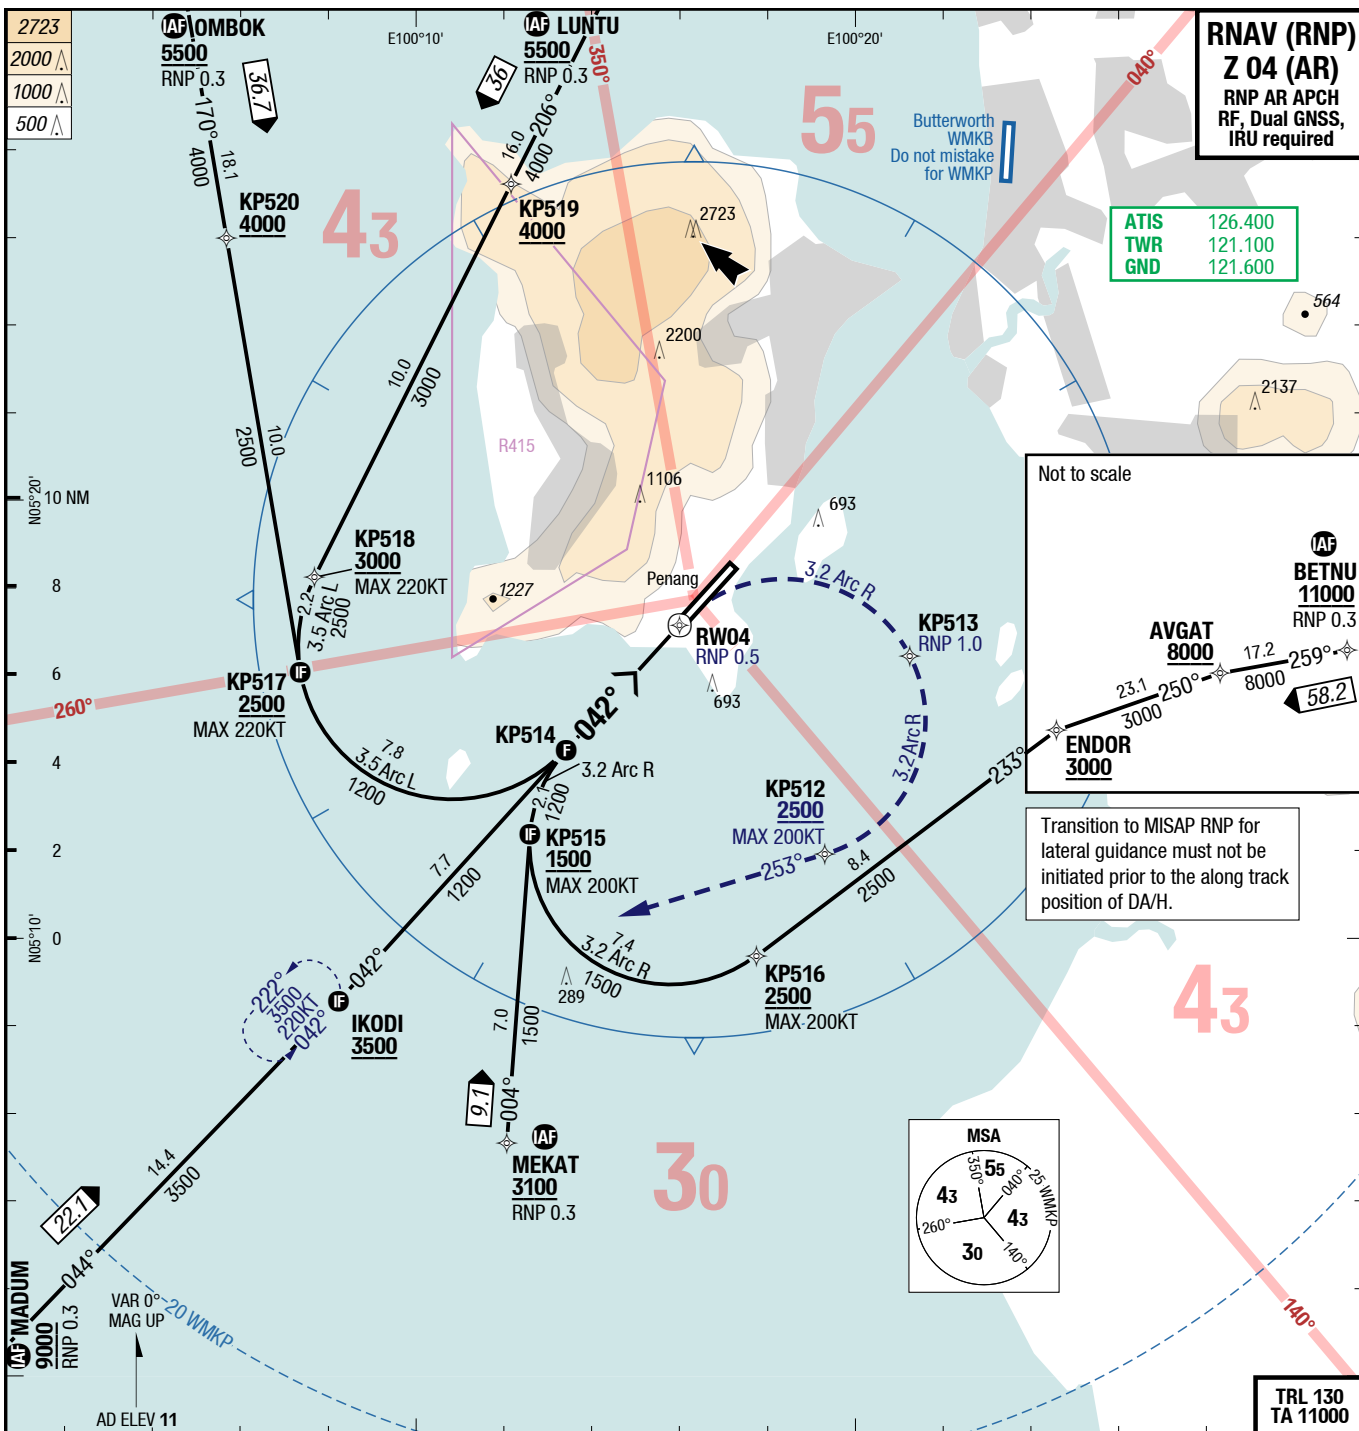 2723
2000
1000
500
IAF OMBOK
5500
RNP 0.3
36.7
170°
18.1
4000
KP520
4000
10.0
2500
E100°10'
IAF LUNTU
5500
RNP 0.3
36
350°
206°
16.0
4000
KP519
4000
10.0
3000
43
55
E100°20'
040°
Butterworth
WMKB
Do not mistake
for WMKP
RNAV (RNP)
Z 04 (AR)
RNP AR APCH
RF, Dual GNSS,
IRU required
ATIS 126.400
TWR 121.100
GND 121.600
2723
2200
564
2137
R415
1106
693
1227
Penang
N05°20'
10 NM
8
6
4
2
0
N05°10'
KP518
3000
MAX 220KT
2.2
3.5 Arc L
2500
IF
KP517
2500
MAX 220KT
260°
7.8
3.5 Arc L
1200
RW04
RNP 0.5
693
3.2 Arc R
KP513
RNP 1.0
3.2 Arc R
KP514
F
042°
3.2 Arc R
2.1
1200
IF
KP515
1500
MAX 200KT
KP512
2500
MAX 200KT
253°
8.4
2500
233°
Not to scale
IAF
BETNU
11000
RNP 0.3
AVGAT
8000
17.2
259°
8000
58.2
23.1
250°
3000
ENDOR
3000
Transition to MISAP RNP for
lateral guidance must not be
initiated prior to the along track
position of DA/H.
7.7
1200
042°
7.4
3.2 Arc R
1500
289
KP516
2500
MAX 200KT
222°
3500
220KT
042°
IF
IKODI
3500
7.0
1500
004°
9.1
IAF
MEKAT
3100
RNP 0.3
30
43
14.4
3500
22.1
044°
IAF MADUM
9000
RNP 0.3
VAR 0°
MAG UP
AD ELEV 11
20 WMKP
MSA
350°
55
040°
25 WMKP
43
43
260°
30
140°
140°
TRL 130
TA 11000